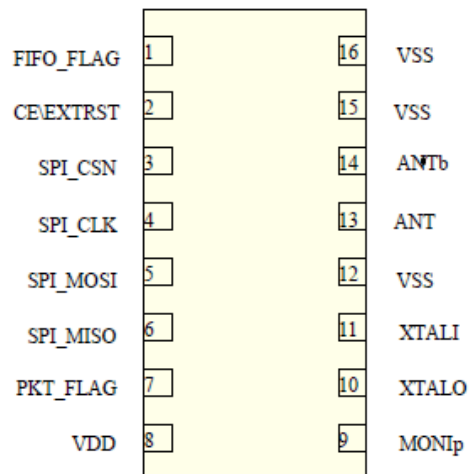 FIFO_FLAG 1 16 VSS
CE\EXTRST 2 15 VSS
SPI_CSN 3 14 ANTb
SPI_CLK 4 13 ANT
SPI_MOSI 5 12 VSS
SPI_MISO 6 11 XTALI
PKT_FLAG 7 10 XTALO
VDD 8 9 MONIp